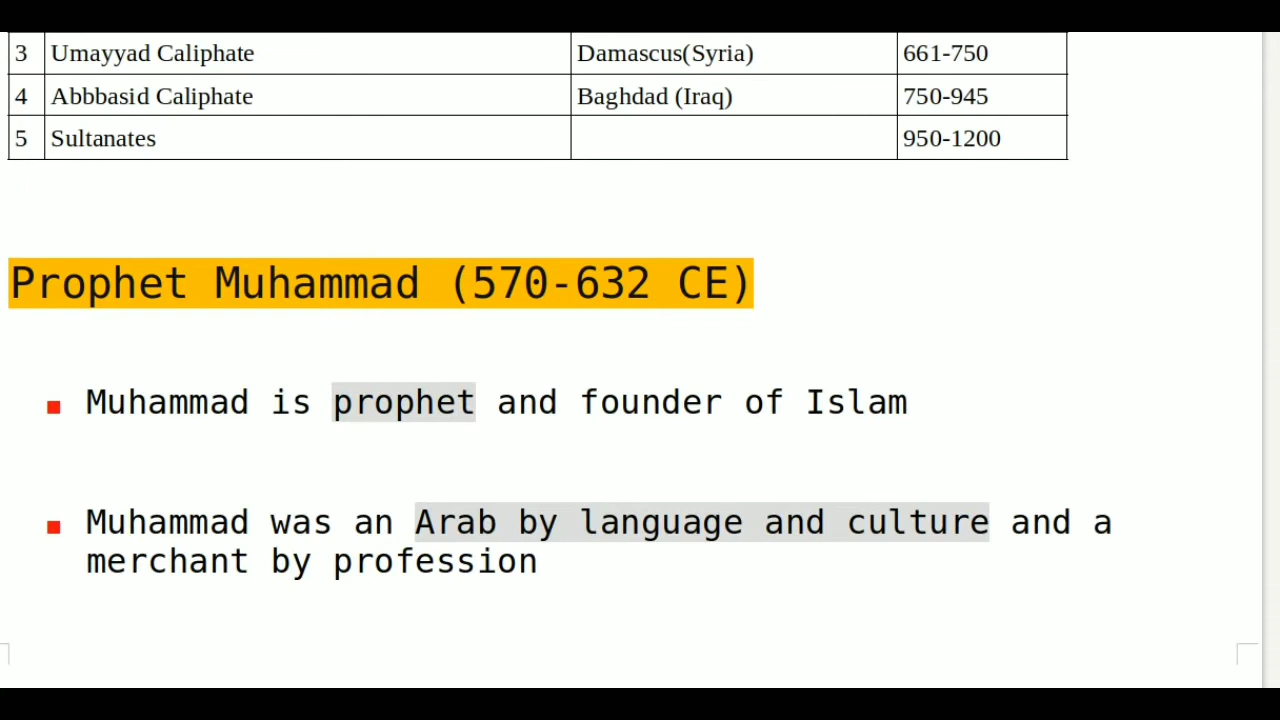 3 Umayyad Caliphate Damascus(Syria) 661-750
4 Abbbasid Caliphate Baghdad (Iraq) 750-945
5 Sultanates 950-1200
Prophet Muhammad (570-632 CE)
Muhammad is prophet and founder of Islam
Muhammad was an Arab by language and culture and a
merchant by profession